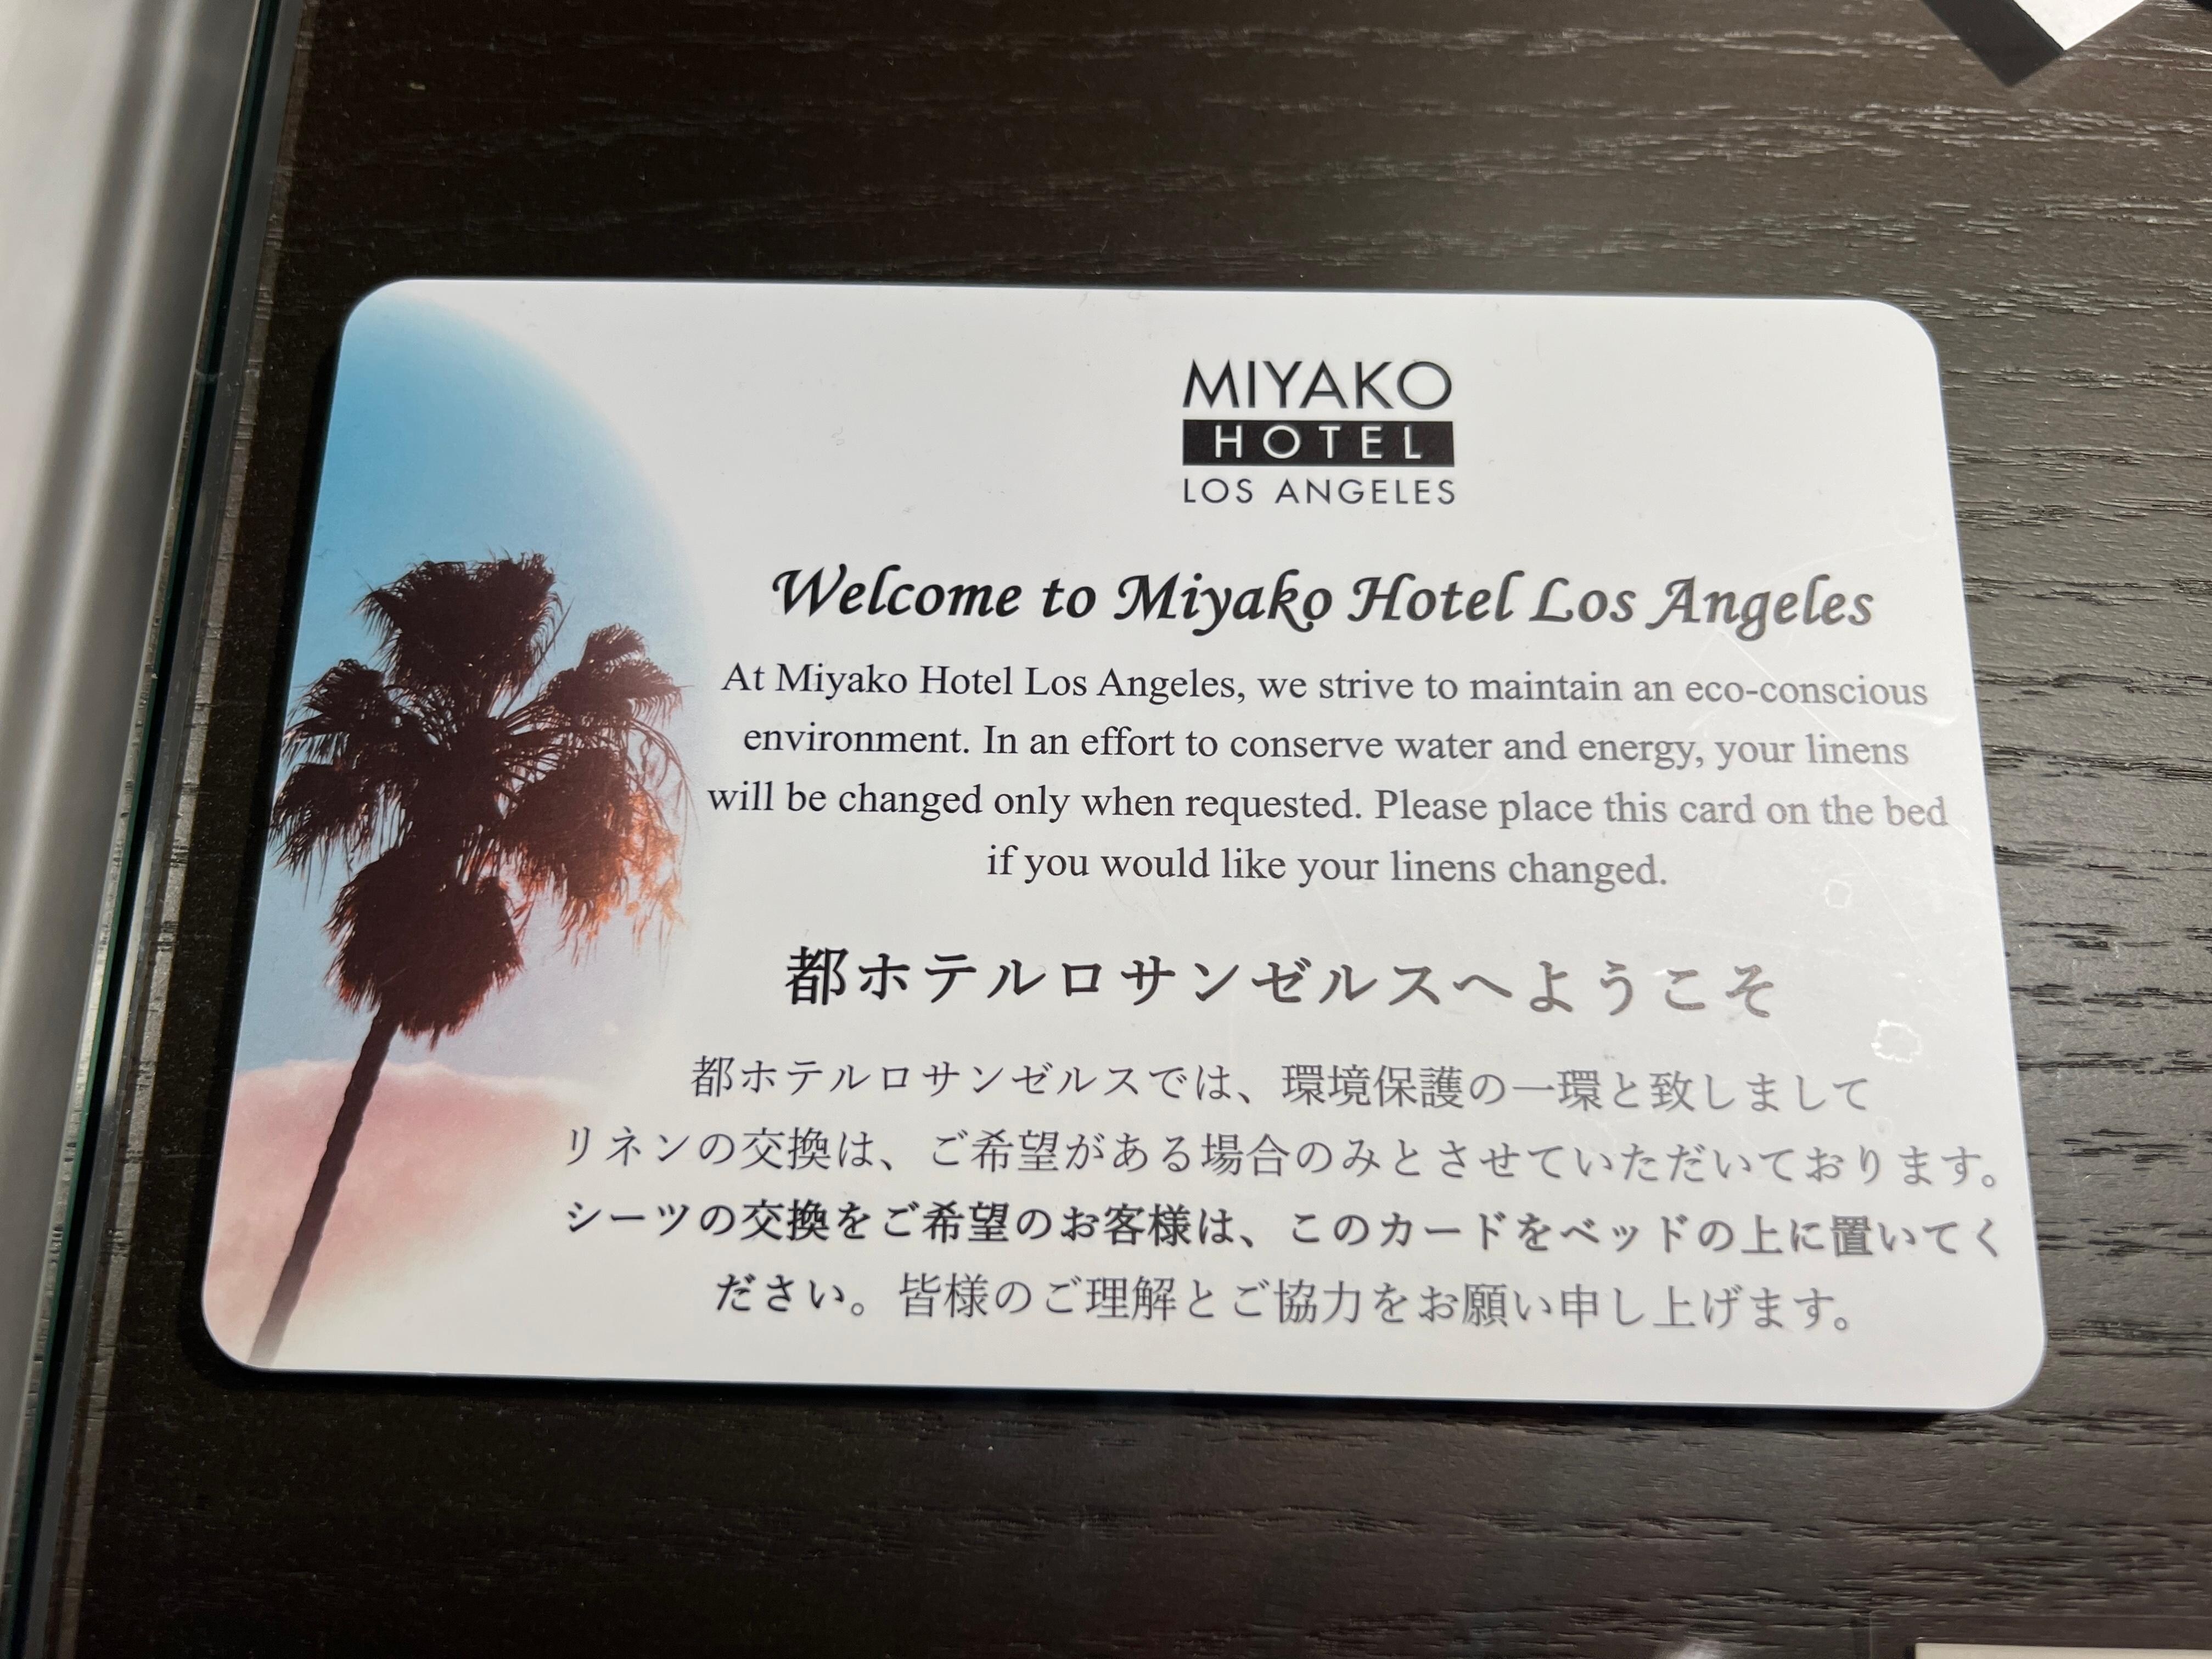 MIYAKO
HOTEL
LOS ANGELES
Welcome to Miyako Hotel Los Angeles
At Miyako Hotel Los Angeles, we strive to maintain an eco-conscious
environment. In an effort to conserve water and energy, your linens
will be changed only when requested. Please place this card on the bed
if you would like your linens changed.
都ホテルロサンゼルスへようこそ
都ホテルロサンゼルスでは、環境保護の一環と致しまして
リネンの交換は、ご希望がある場合のみとさせていただいております。
シーツの交換をご希望のお客様は、このカードをベッドの上に置いてく
ださい。皆様のご理解とご協力をお願い申し上げます。